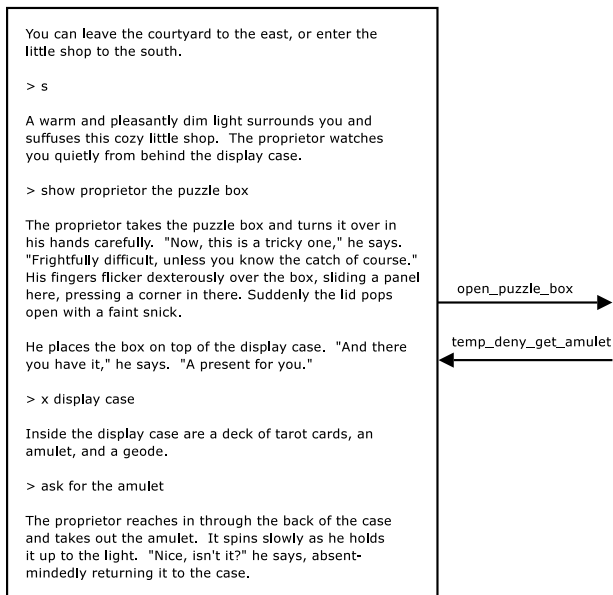 You can leave the courtyard to the east, or enter the
little shop to the south.
> s
A warm and pleasantly dim light surrounds you and
suffuses this cozy little shop.  The proprietor watches
you quietly from behind the display case.
> show proprietor the puzzle box
The proprietor takes the puzzle box and turns it over in
his hands carefully.  "Now, this is a tricky one," he says.
"Frightfully difficult, unless you know the catch of course."
His fingers flicker dexterously over the box, sliding a panel
here, pressing a corner in there. Suddenly the lid pops
open with a faint snick.
He places the box on top of the display case.  "And there
you have it," he says.  "A present for you."
> x display case
Inside the display case are a deck of tarot cards, an
amulet, and a geode.
> ask for the amulet
The proprietor reaches in through the back of the case
and takes out the amulet.  It spins slowly as he holds
it up to the light.  "Nice, isn't it?" he says, absent-
mindedly returning it to the case.
open_puzzle_box
temp_deny_get_amulet